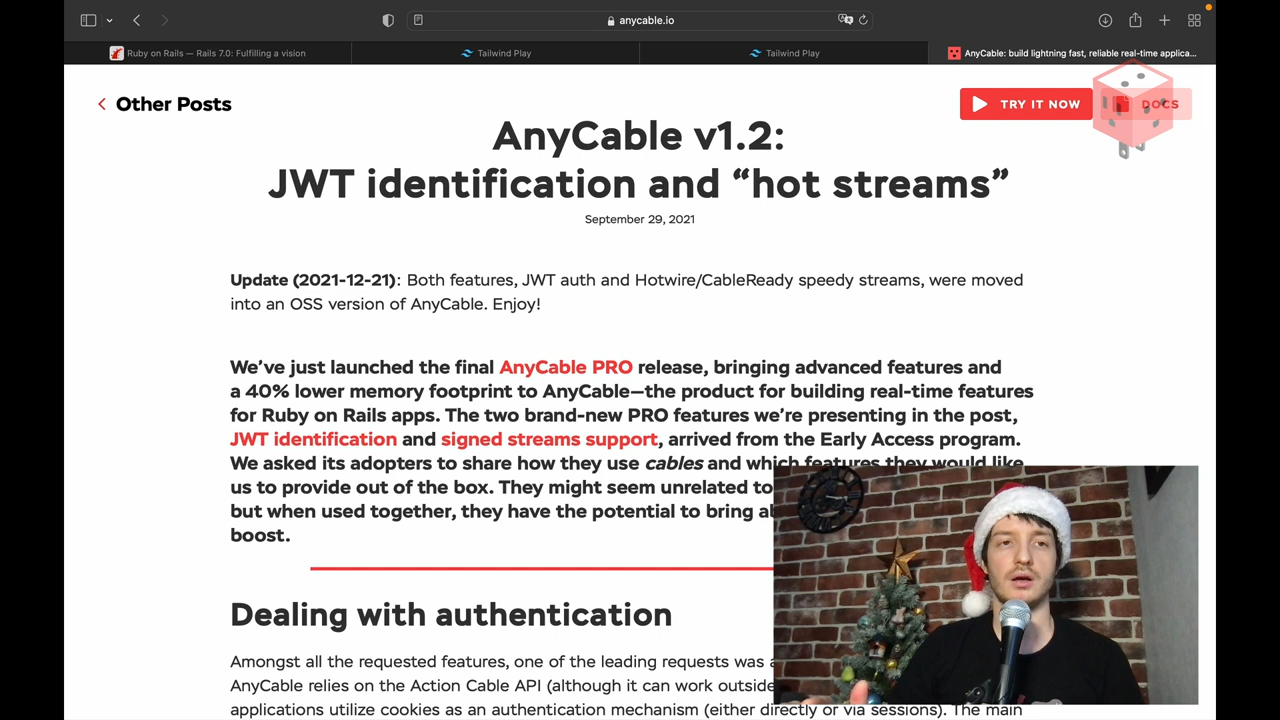 anycable.io
Ruby on Rails — Rails 7.0: Fulfilling a vision
Tailwind Play
Tailwind Play
AnyCable: build lightning fast, reliable real-time applica...
Other Posts
TRY IT NOW
DOCS
AnyCable v1.2:
JWT identification and “hot streams”
September 29, 2021
Update (2021-12-21): Both features, JWT auth and Hotwire/CableReady speedy streams, were moved
into an OSS version of AnyCable. Enjoy!
We’ve just launched the final AnyCable PRO release, bringing advanced features and
a 40% lower memory footprint to AnyCable—the product for building real-time features
for Ruby on Rails apps. The two brand-new PRO features we’re presenting in the post,
JWT identification and signed streams support, arrived from the Early Access program.
We asked its adopters to share how they use cables and which features they would like
us to provide out of the box. They might seem unrelated to
but when used together, they have the potential to bring
boost.
Dealing with authentication
Amongst all the requested features, one of the leading requests was
AnyCable relies on the Action Cable API (although it can work outside
applications utilize cookies as an authentication mechanism (either directly or via sessions). The main